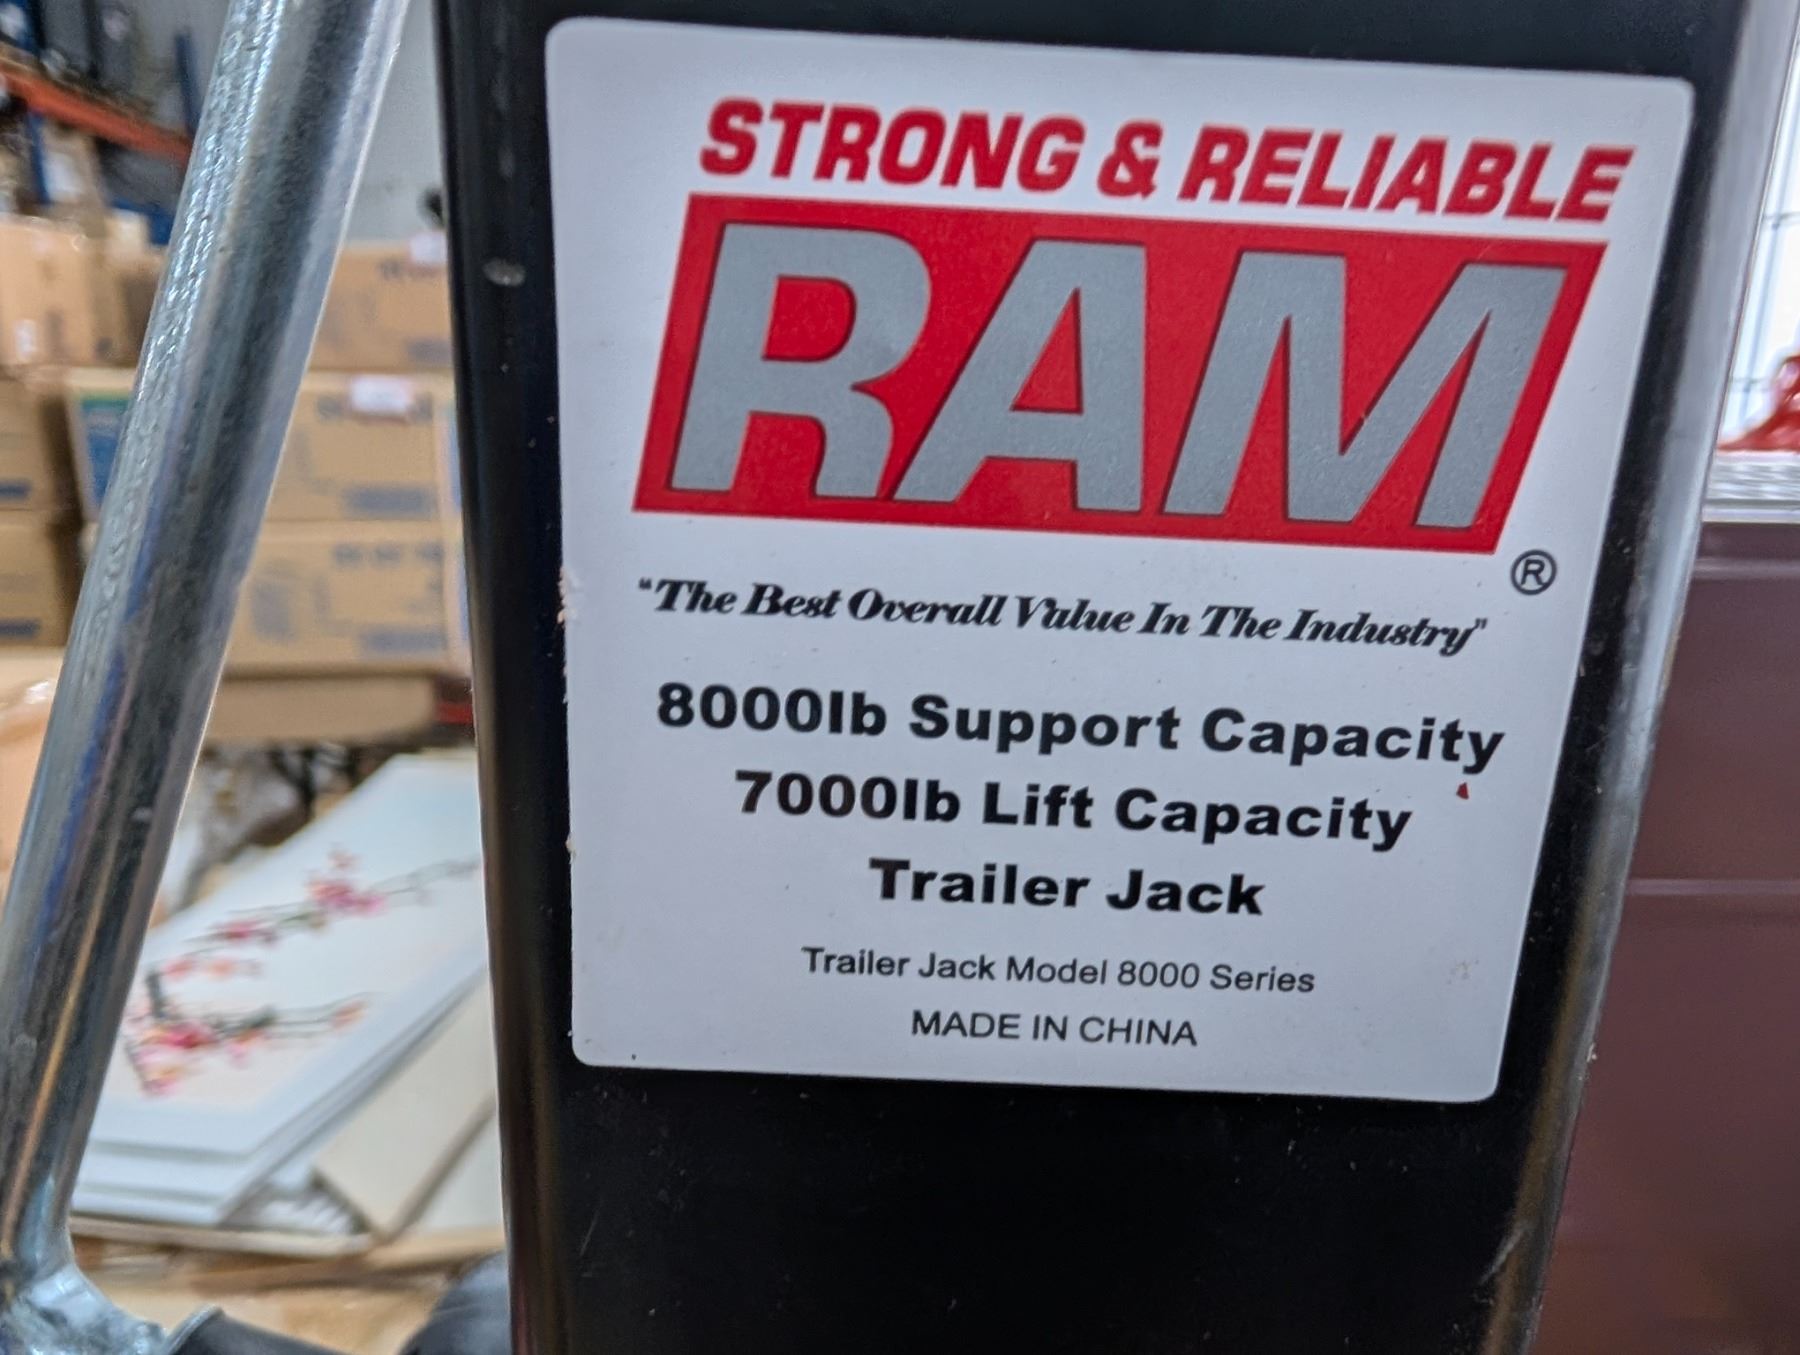 STRONG & RELIABLE
RAM
®
"The Best Overall Value In The Industry"
8000lb Support Capacity
7000lb Lift Capacity
Trailer Jack
Trailer Jack Model 8000 Series
MADE IN CHINA